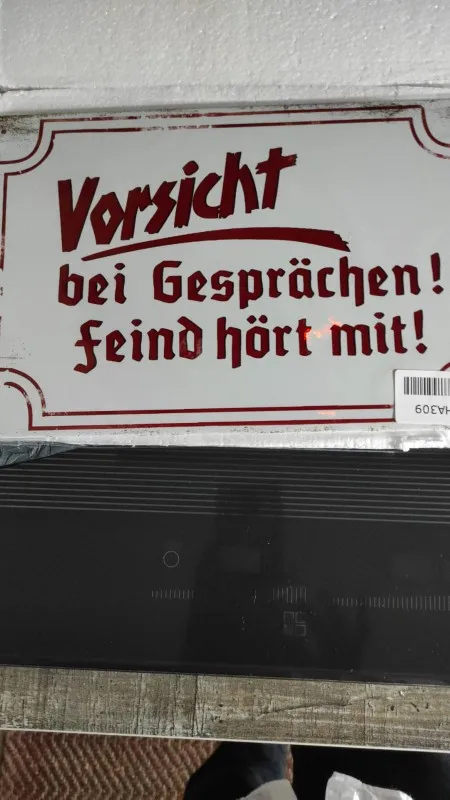 Vorsicht
bei Gesprächen!
Feind hört mit!
HA309